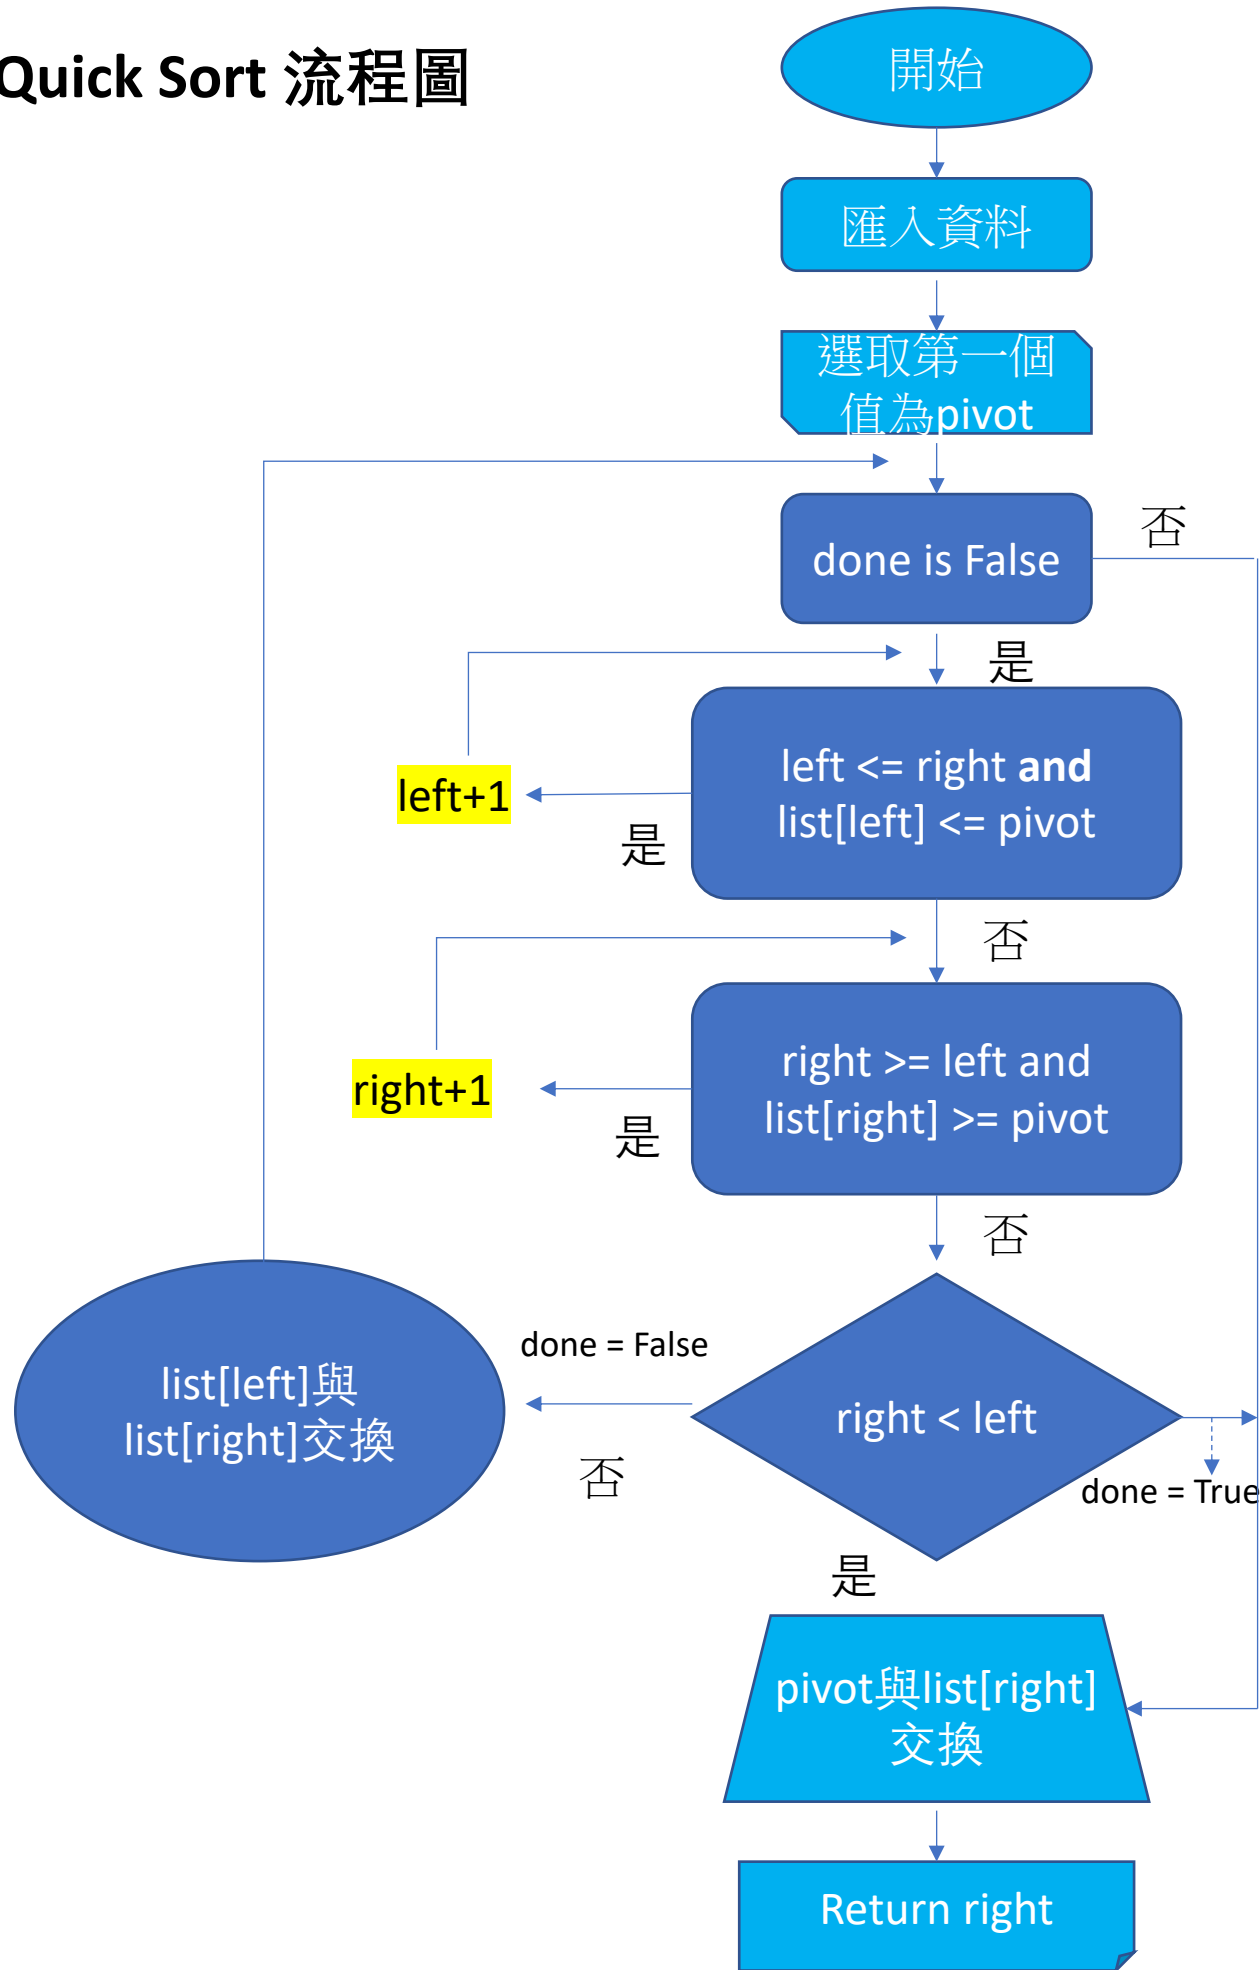 Quick Sort 流程圖
開始
匯入資料
選取第一個
值為pivot
done is False
否
是
left <= right and
list[left] <= pivot
left+1
是
否
right >= left and
list[right] >= pivot
right+1
是
否
right < left
done = False
否
list[left]與
list[right]交換
done = True
是
pivot與list[right]
交換
Return right